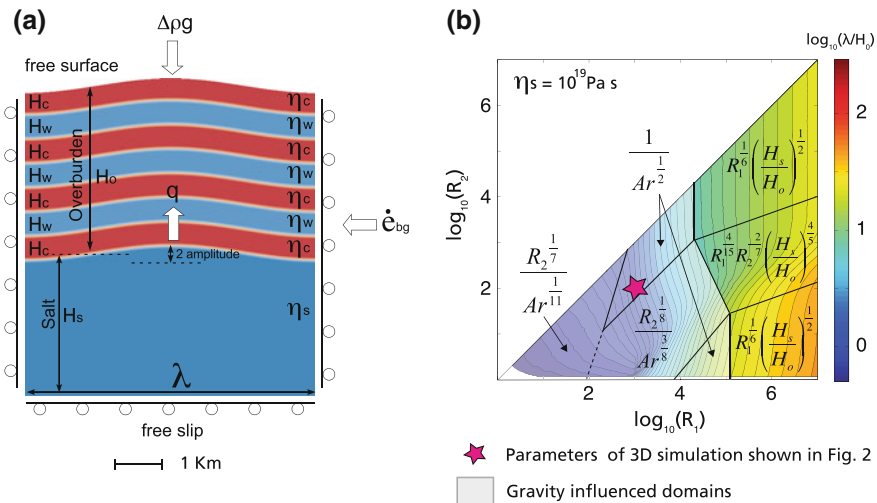 (a)
Δρg
free surface
Hc
ηc
Hw
ηw
Hc
ηc
Hw
ηw
Hc
ηc
Hw
ηw
Hc
ηc
Overburden
Ho
q
ėbg
2 amplitude
Salt
Hs
ηs
λ
free slip
1 Km
(b)
log10(λ/H0)
ηs = 10^19 Pa s
log10(R2)
6
4
2
2
4
6
log10(R1)
1 / Ar^(1/2)
R1^(1/6) (Hs/Ho)^(1/2)
R1^(4/15) R2^(2/7) (Hs/Ho)^(4/5)
R1^(1/6) (Hs/Ho)^(1/2)
R2^(1/7) / Ar^(1/11)
R2^(1/8) / Ar^(3/8)
2
1
0
Parameters of 3D simulation shown in Fig. 2
Gravity influenced domains